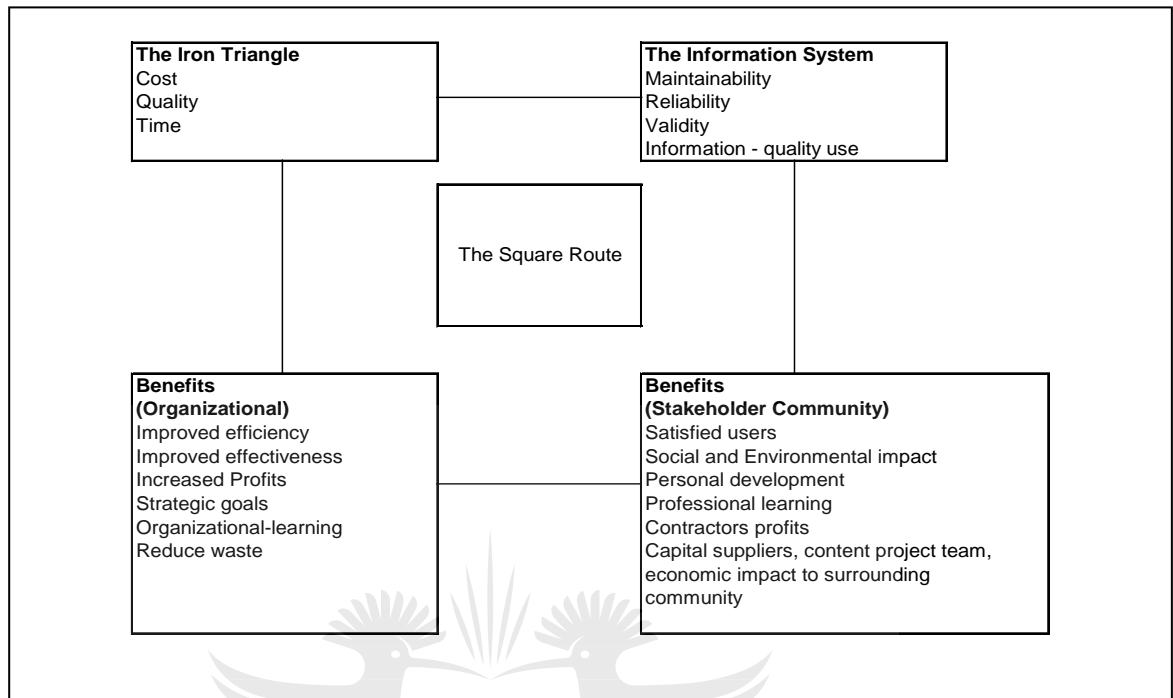 The Iron Triangle
Cost
Quality
Time
The Information System
Maintainability
Reliability
Validity
Information - quality use
The Square Route
Benefits
(Organizational)
Improved efficiency
Improved effectiveness
Increased Profits
Strategic goals
Organizational-learning
Reduce waste
Benefits
(Stakeholder Community)
Satisfied users
Social and Environmental impact
Personal development
Professional learning
Contractors profits
Capital suppliers, content project team,
economic impact to surrounding
community